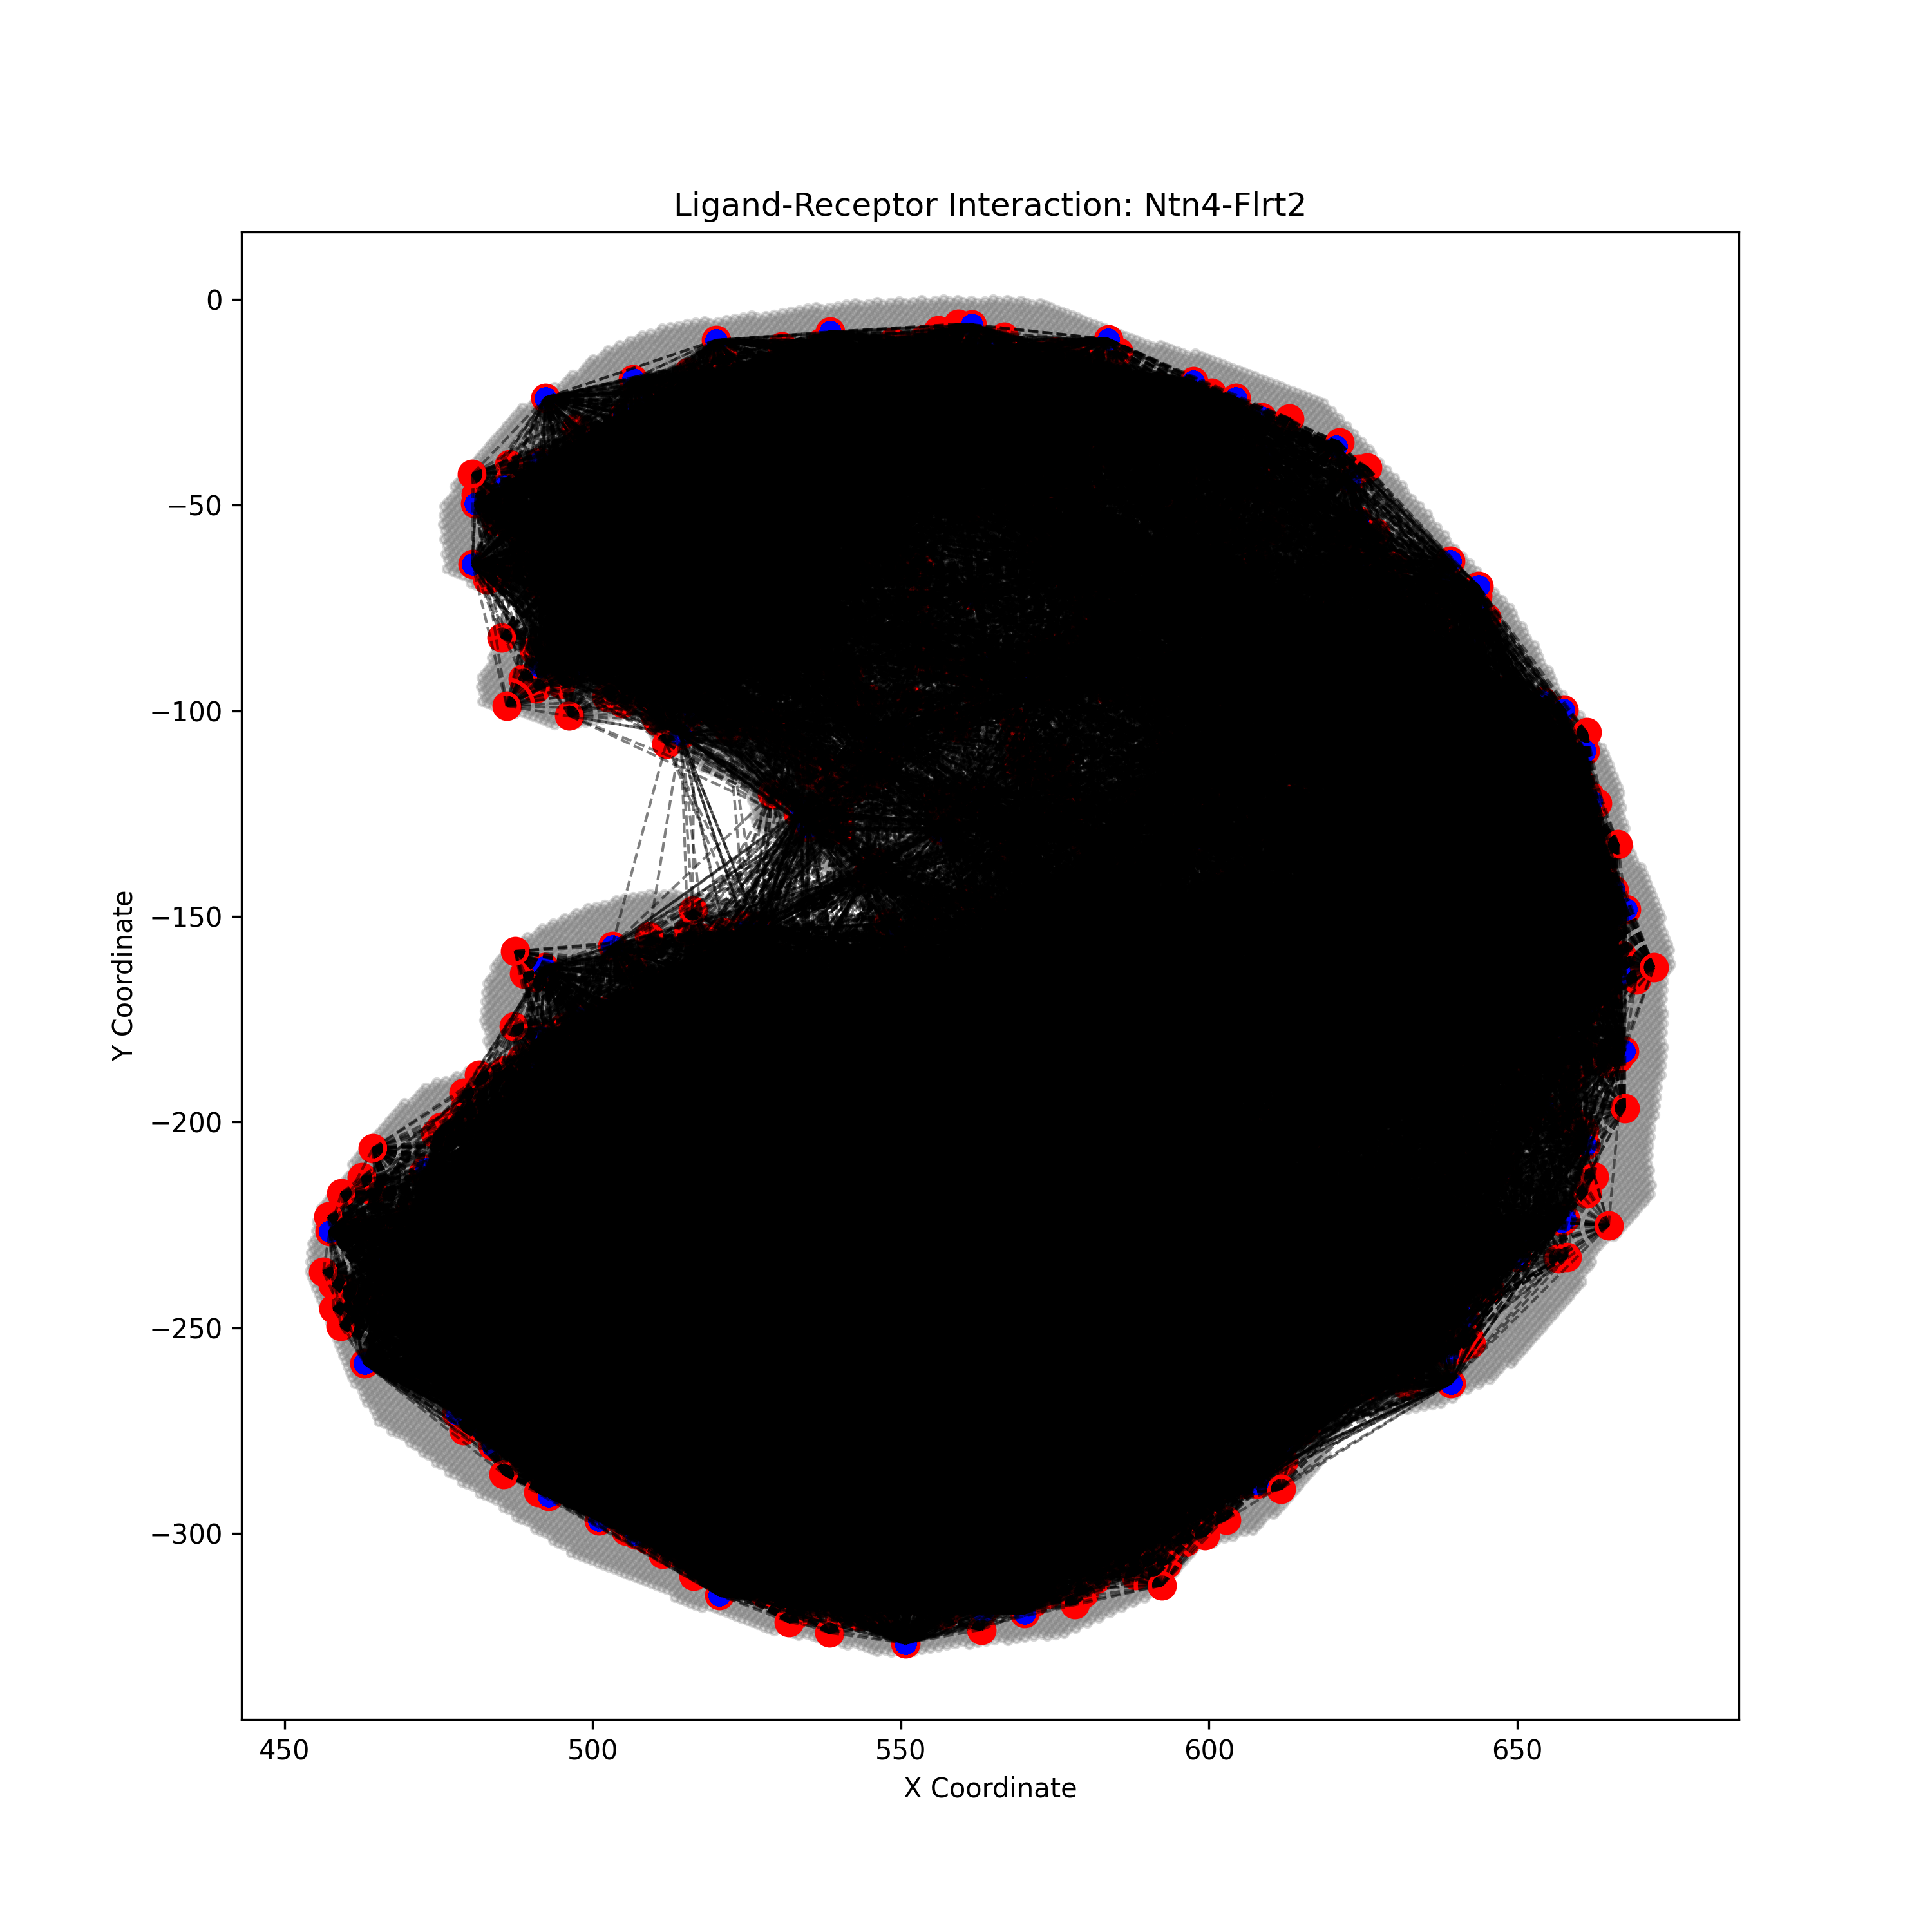 Ligand-Receptor Interaction: Ntn4-Flrt2
0
−50
−100
−150
−200
−250
−300
Y Coordinate
450 500 550 600 650
X Coordinate